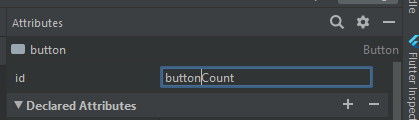 Attributes
button Button
id buttonCount
Declared Attributes
Flutter Inspec